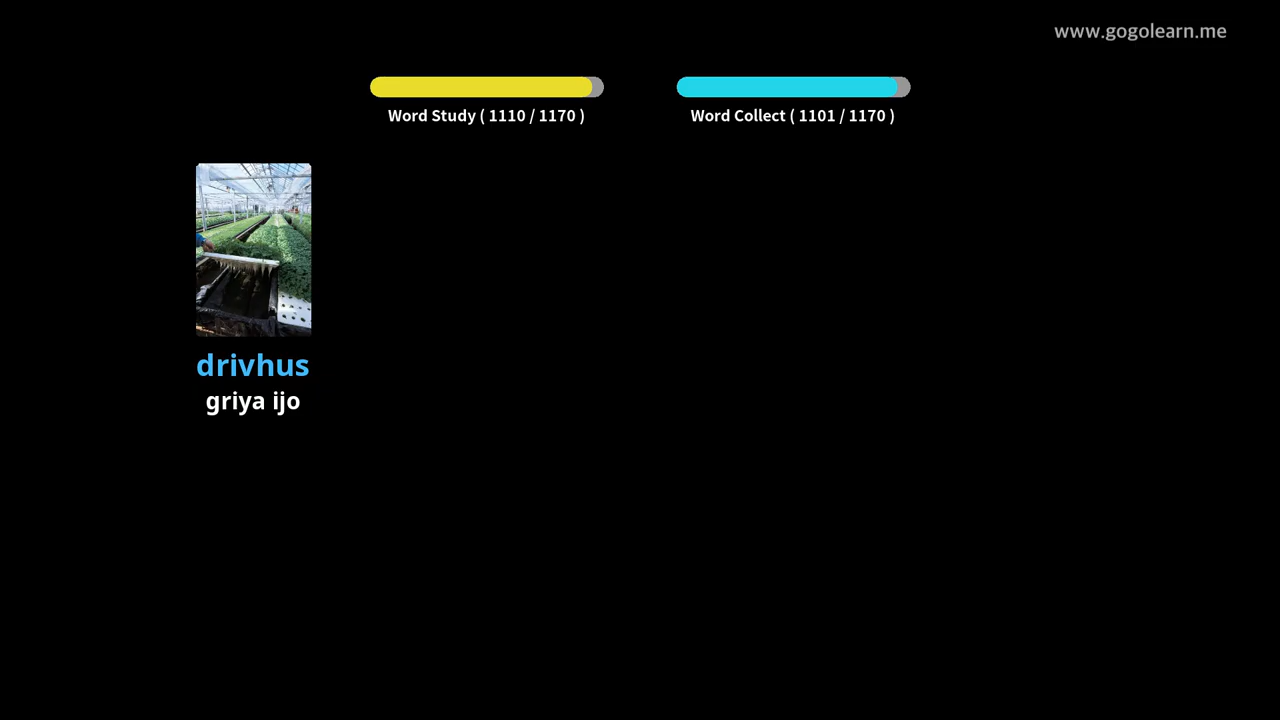 www.gogolearn.me
Word Study ( 1110 / 1170 )
Word Collect ( 1101 / 1170 )
drivhus
griya ijo